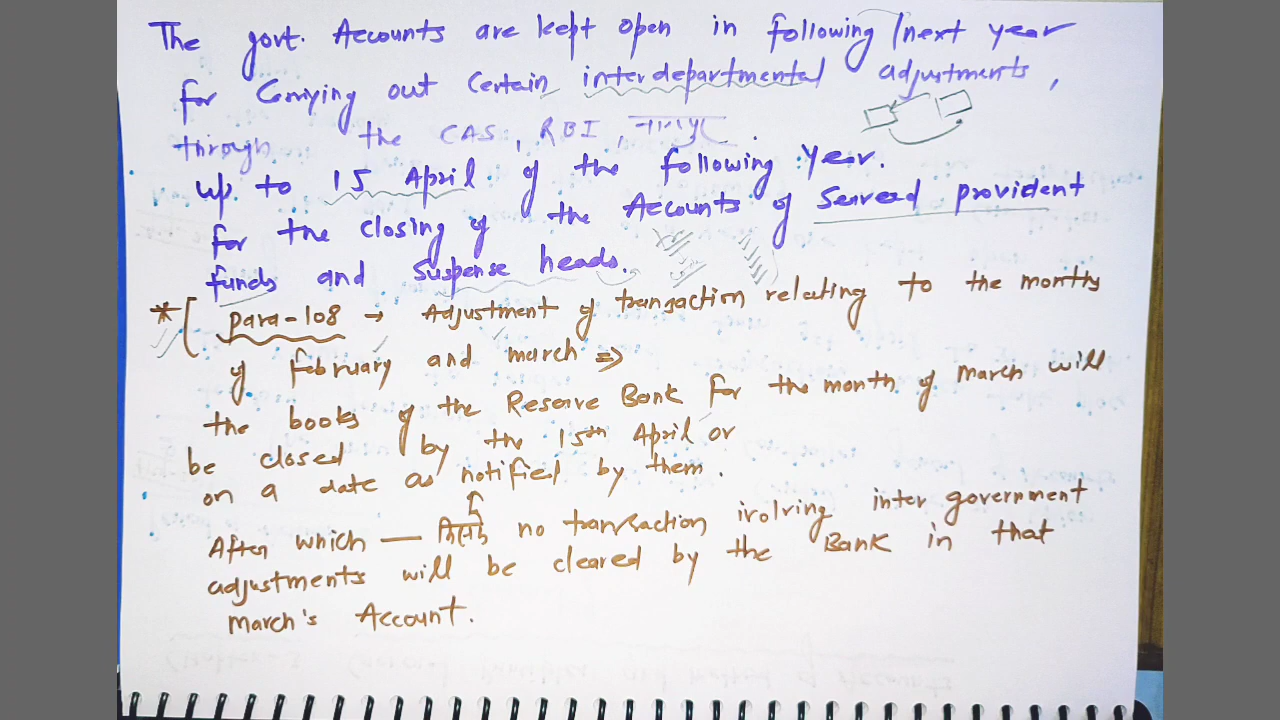 The govt. Accounts are kept open in following/next year
for Carrying out Certain interdepartmental adjustments,
through the CAS, RBI,
up to 15 April of the following year.
for the closing of the Accounts of Several provident
funds and Suspense heads.
* [ para-108 → Adjustment of transaction relating to the months
of february and march ⇒
the books of the Reserve Bank for the month of March will
be closed by the 15th April or
on a date as notified by them.
After which — no transaction ivolving inter government
adjustments will be cleared by the Bank in that
March's Account.